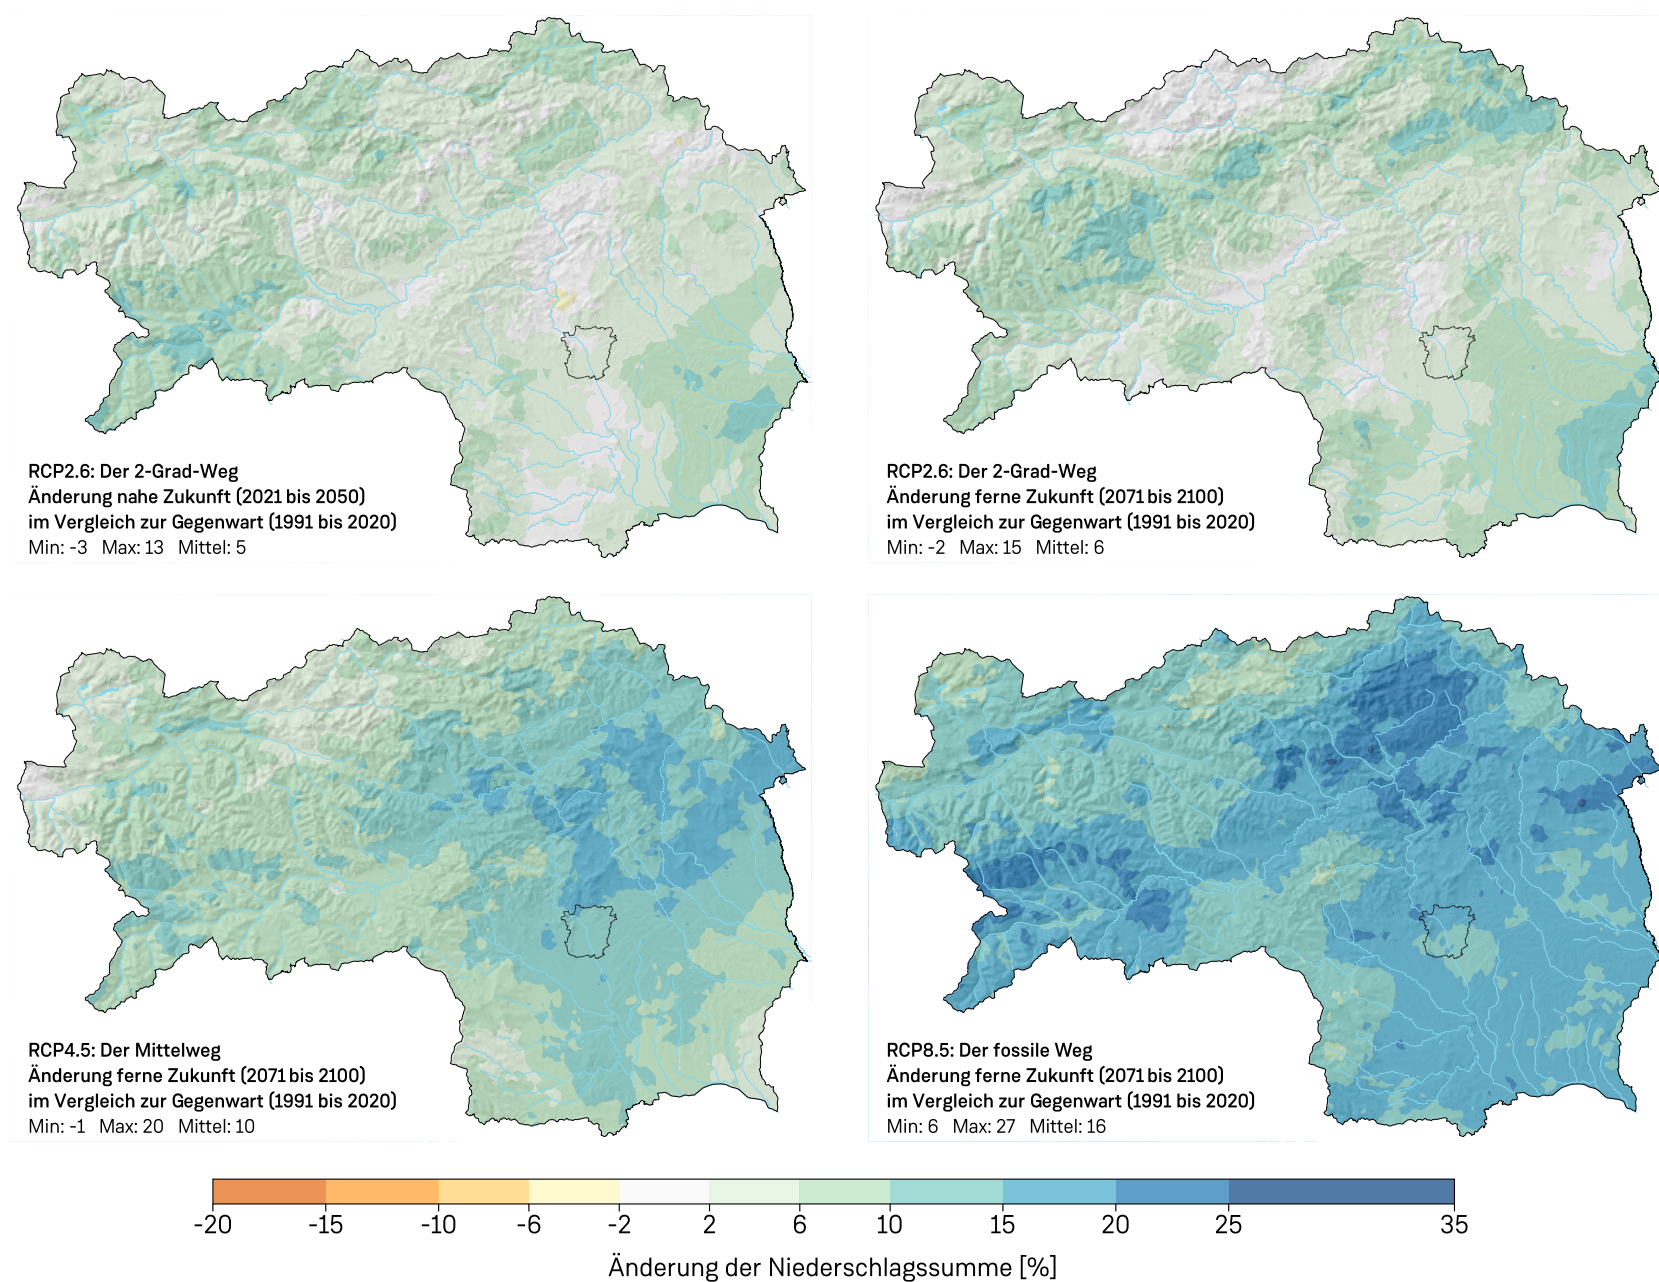 RCP2.6: Der 2-Grad-Weg
Änderung nahe Zukunft (2021 bis 2050)
im Vergleich zur Gegenwart (1991 bis 2020)
Min: -3 Max: 13 Mittel: 5
RCP2.6: Der 2-Grad-Weg
Änderung ferne Zukunft (2071 bis 2100)
im Vergleich zur Gegenwart (1991 bis 2020)
Min: -2 Max: 15 Mittel: 6
RCP4.5: Der Mittelweg
Änderung ferne Zukunft (2071 bis 2100)
im Vergleich zur Gegenwart (1991 bis 2020)
Min: -1 Max: 20 Mittel: 10
RCP8.5: Der fossile Weg
Änderung ferne Zukunft (2071 bis 2100)
im Vergleich zur Gegenwart (1991 bis 2020)
Min: 6 Max: 27 Mittel: 16
-20 -15 -10 -6 -2 2 6 10 15 20 25 35
Änderung der Niederschlagssumme [%]